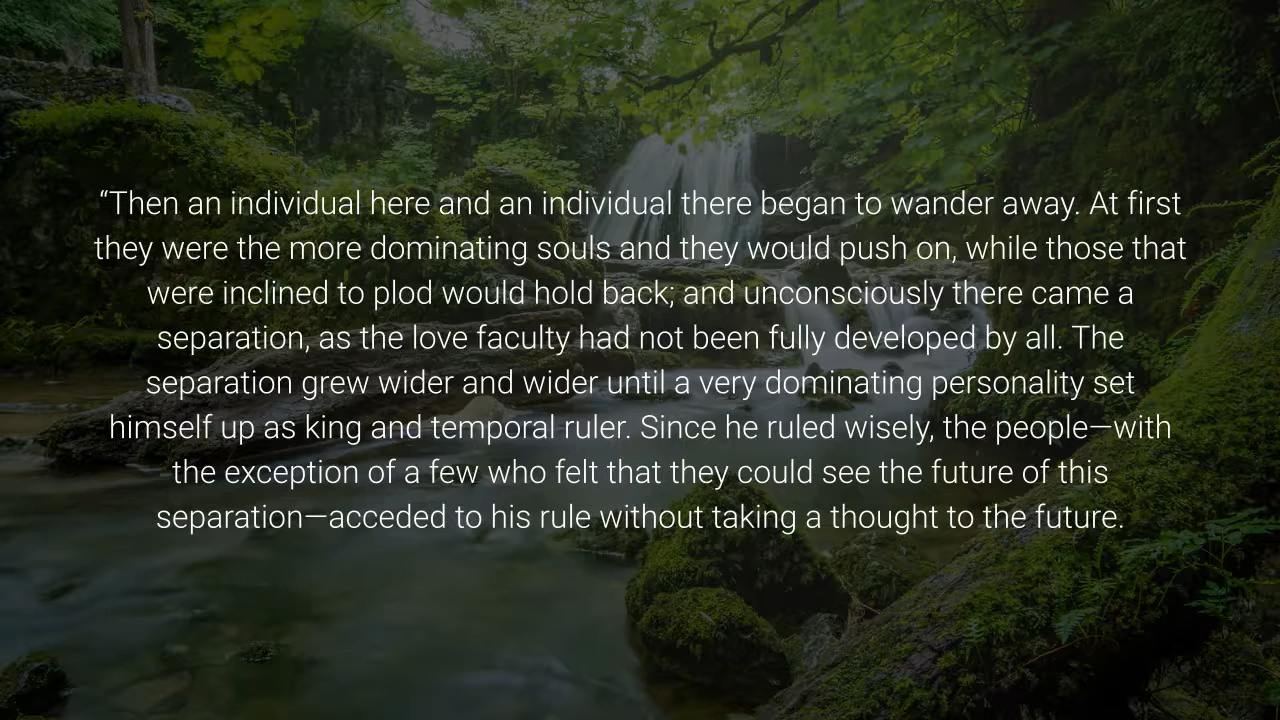 “Then an individual here and an individual there began to wander away. At first
they were the more dominating souls and they would push on, while those that
were inclined to plod would hold back; and unconsciously there came a
separation, as the love faculty had not been fully developed by all. The
separation grew wider and wider until a very dominating personality set
himself up as king and temporal ruler. Since he ruled wisely, the people—with
the exception of a few who felt that they could see the future of this
separation—acceded to his rule without taking a thought to the future.